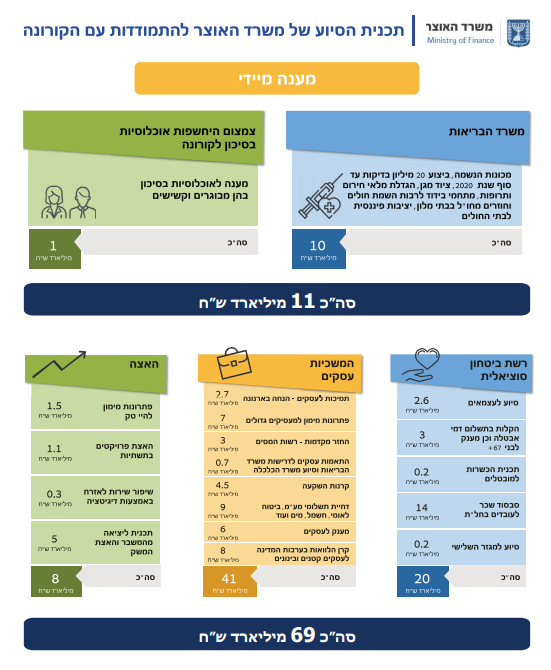 תכנית הסיוע של משרד האוצר להתמודדות עם הקורונה
משרד האוצר
Ministry of Finance
מענה מיידי
משרד הבריאות
מכונות הנשמה, ביצוע 20 מיליון בדיקות עד
סוף שנת 2020, ציוד מגן, הגדלת מלאי חירום
ותרופות, מתחמי בידוד לרבות השמת חולים
וחוזרים מחו"ל בבתי מלון, יציבות פיננסית
לבתי החולים
סה"כ
10
מיליארד ש"ח
צמצום היחשפות אוכלוסיות
בסיכון לקורונה
מענה לאוכלוסיות בסיכון
בהן מבוגרים וקשישים
סה"כ
1
מיליארד ש"ח
סה"כ 11 מיליארד ש"ח
רשת ביטחון
סוציאלית
סיוע לעצמאים
2.6
מיליארד ש"ח
הקלות בתשלום דמי
אבטלה וכן מענק
לבני 67+
3
מיליארד ש"ח
תכנית הכשרות
למובטלים
0.2
מיליארד ש"ח
סבסוד שכר
לעובדים בחל"ת
14
מיליארד ש"ח
סיוע למגזר השלישי
0.2
מיליארד ש"ח
סה"כ
20
מיליארד ש"ח
המשכיות
עסקים
תמיכות לעסקים - הנחה בארנונה
2.7
מיליארד ש"ח
פתרונות מימון למעסיקים גדולים
7
מיליארד ש"ח
החזר מקדמות - רשות המסים
3
מיליארד ש"ח
התאמות עסקים לדרישות משרד
הבריאות וסיוע משרד הכלכלה
0.7
מיליארד ש"ח
קרנות השקעה
4.5
מיליארד ש"ח
דחיית תשלומי מע"מ, ביטוח
לאומי, חשמל, מים ועוד
9
מיליארד ש"ח
מענק לעסקים
6
מיליארד ש"ח
קרן הלוואות בערבות המדינה
לעסקים קטנים ובינונים
8
מיליארד ש"ח
סה"כ
41
מיליארד ש"ח
האצה
פתרונות מימון
להיי טק
1.5
מיליארד ש"ח
האצת פרויקטים
בתשתיות
1.1
מיליארד ש"ח
שיפור שירות לאזרח
באמצעות דיגיטציה
0.3
מיליארד ש"ח
תכנית ליציאה
מהמשבר והאצת
המשק
5
מיליארד ש"ח
סה"כ
8
מיליארד ש"ח
סה"כ 69 מיליארד ש"ח